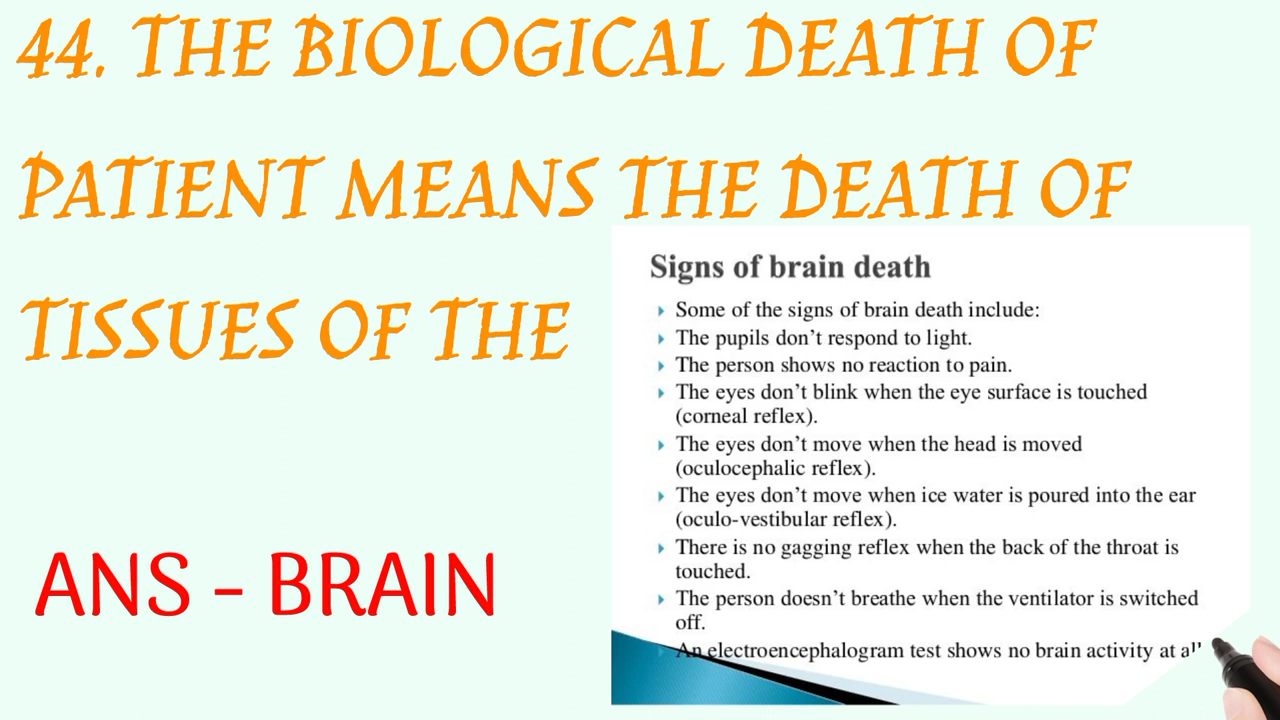 44. THE BIOLOGICAL DEATH OF
PATIENT MEANS THE DEATH OF
TISSUES OF THE
ANS - BRAIN
Signs of brain death
Some of the signs of brain death include:
The pupils don’t respond to light.
The person shows no reaction to pain.
The eyes don’t blink when the eye surface is touched
(corneal reflex).
The eyes don’t move when the head is moved
(oculocephalic reflex).
The eyes don’t move when ice water is poured into the ear
(oculo-vestibular reflex).
There is no gagging reflex when the back of the throat is
touched.
The person doesn’t breathe when the ventilator is switched
off.
An electroencephalogram test shows no brain activity at all